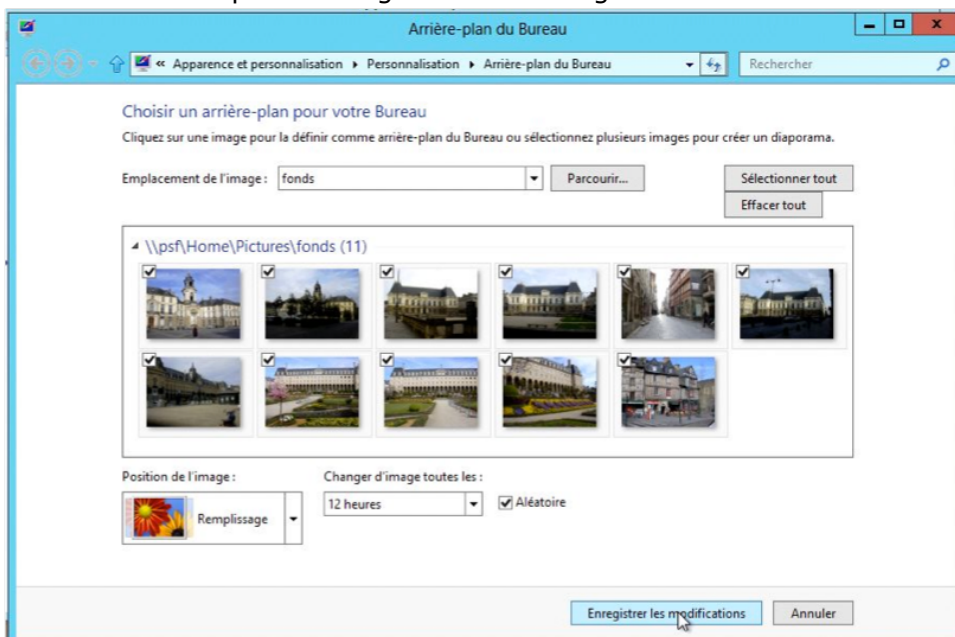 Arrière-plan du Bureau
« Apparence et personnalisation ▸ Personnalisation ▸ Arrière-plan du Bureau
Rechercher
Choisir un arrière-plan pour votre Bureau
Cliquez sur une image pour la définir comme arrière-plan du Bureau ou sélectionnez plusieurs images pour créer un diaporama.
Emplacement de l'image : fonds Parcourir... Sélectionner tout
Effacer tout
\\psf\Home\Pictures\fonds (11)
Position de l'image : Changer d'image toutes les :
Remplissage 12 heures Aléatoire
Enregistrer les modifications Annuler